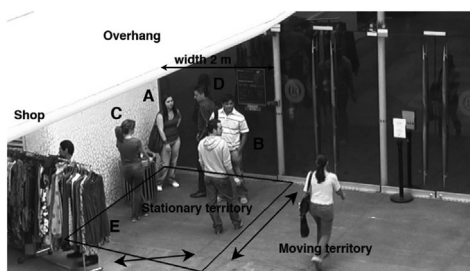 Overhang
width 2 m
A
D
Shop
C
B
E
Stationary territory
Moving territory